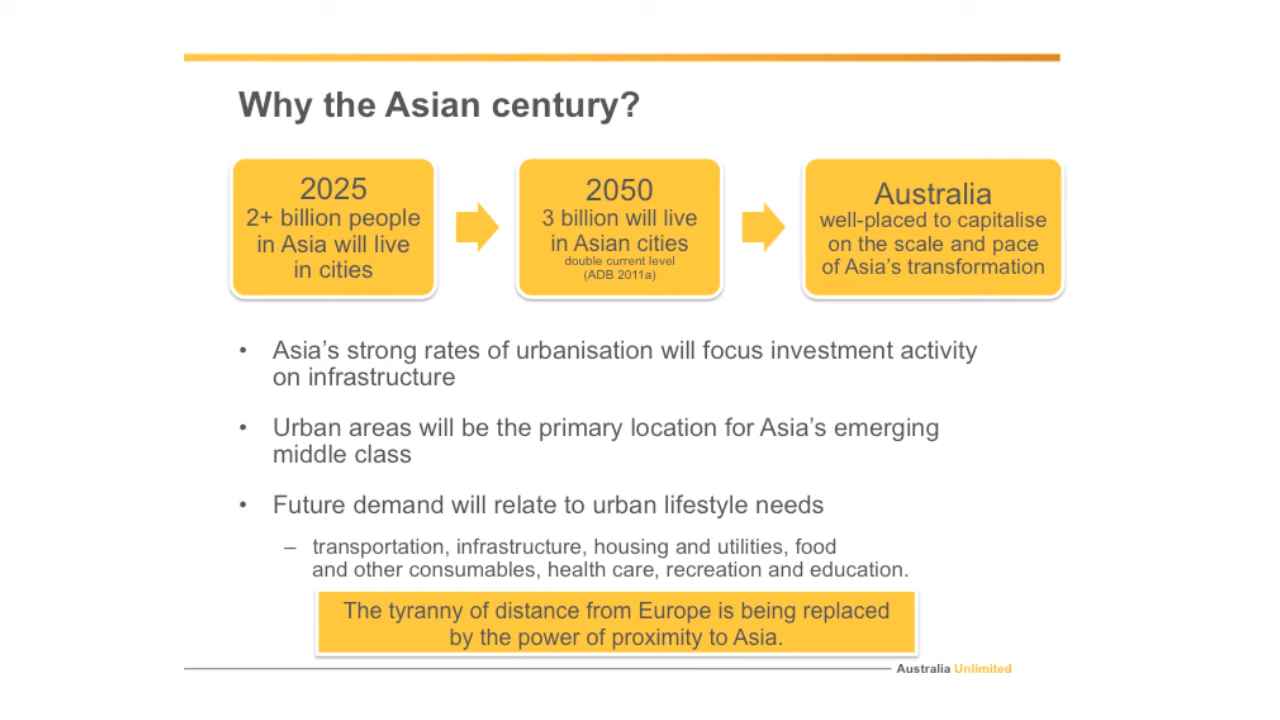 Why the Asian century?
2025
2+ billion people
in Asia will live
in cities
2050
3 billion will live
in Asian cities
double current level
(ADB 2011a)
Australia
well-placed to capitalise
on the scale and pace
of Asia’s transformation
• Asia’s strong rates of urbanisation will focus investment activity
on infrastructure
• Urban areas will be the primary location for Asia’s emerging
middle class
• Future demand will relate to urban lifestyle needs
– transportation, infrastructure, housing and utilities, food
and other consumables, health care, recreation and education.
The tyranny of distance from Europe is being replaced
by the power of proximity to Asia.
Australia Unlimited